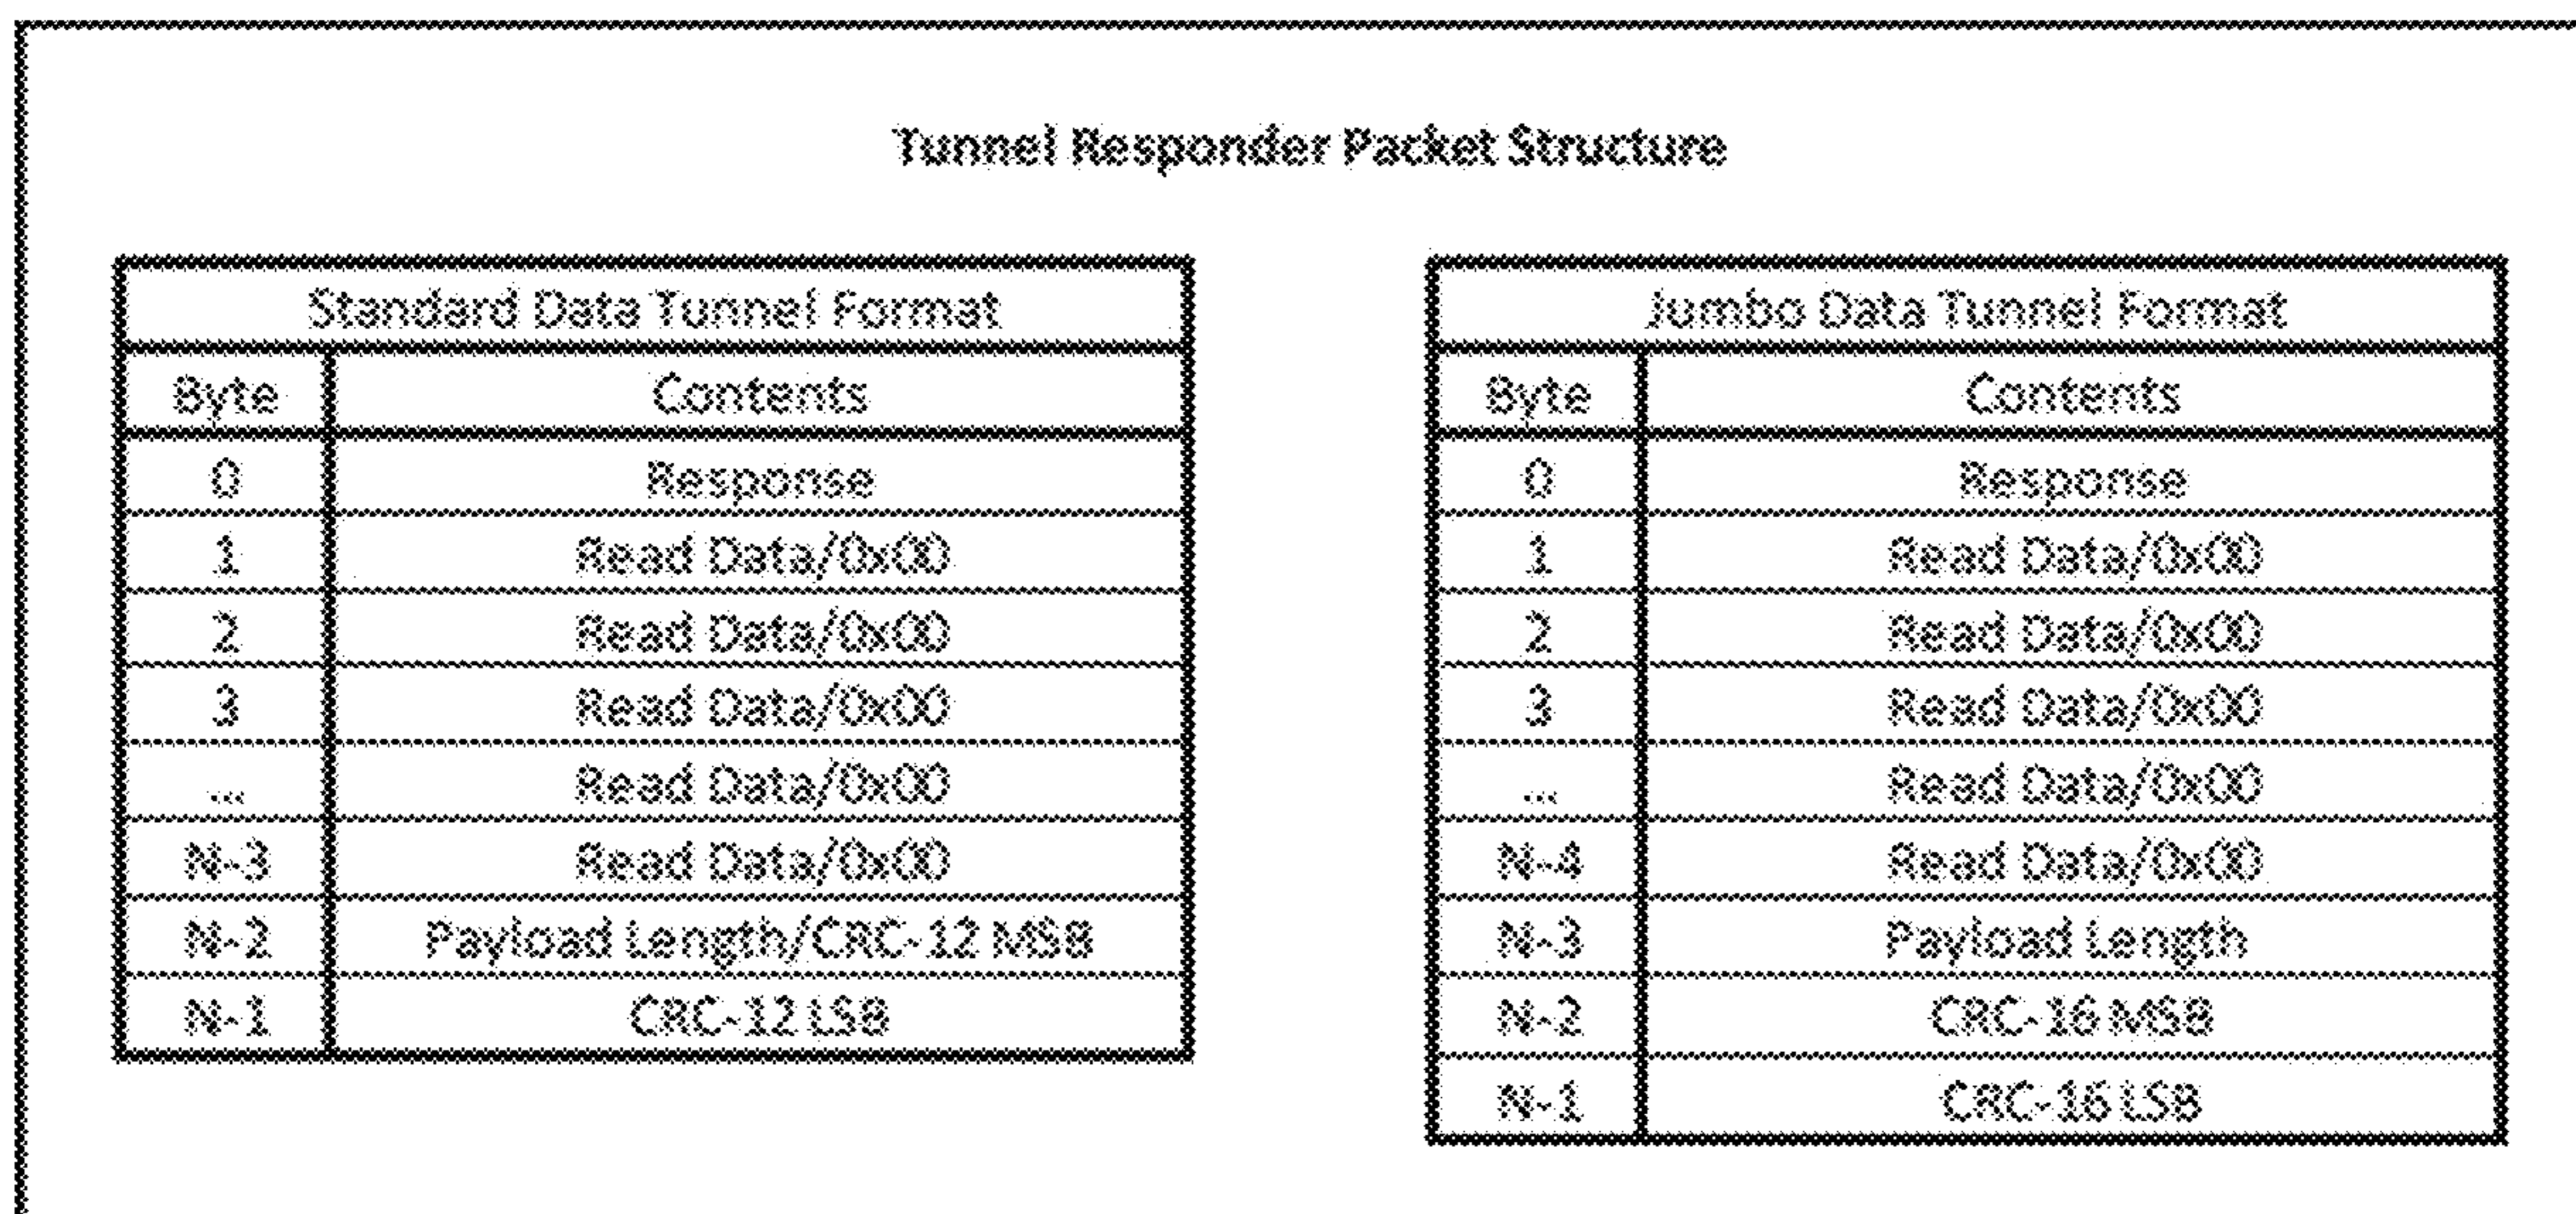 Tunnel Responder Packet Structure
Standard Data Tunnel Format
Byte Contents
0 Response
1 Read Data/0x00
2 Read Data/0x00
3 Read Data/0x00
... Read Data/0x00
N-3 Read Data/0x00
N-2 Payload Length/CRC-12 MSB
N-1 CRC-12 LSB
Jumbo Data Tunnel Format
Byte Contents
0 Response
1 Read Data/0x00
2 Read Data/0x00
3 Read Data/0x00
... Read Data/0x00
N-4 Read Data/0x00
N-3 Payload Length
N-2 CRC-16 MSB
N-1 CRC-16 LSB